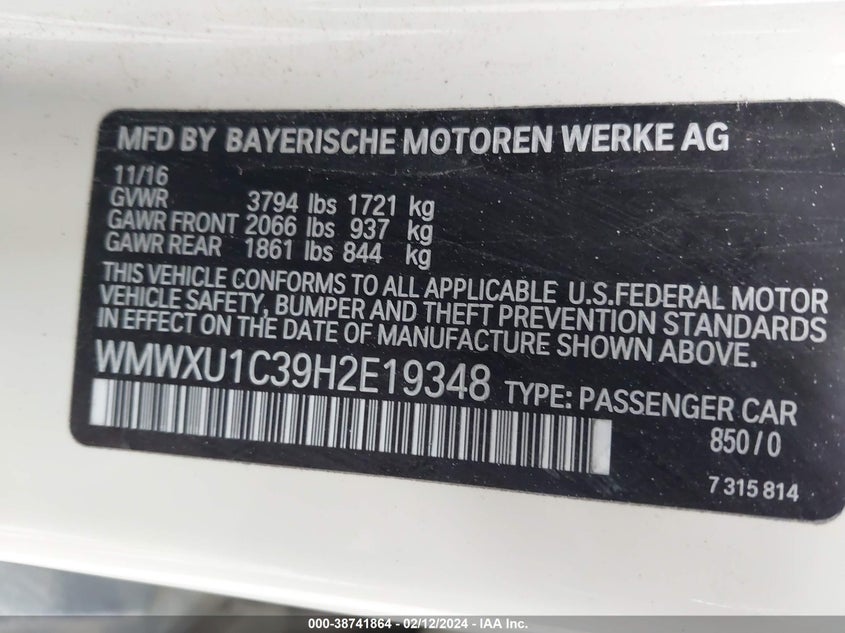 MFD BY BAYERISCHE MOTOREN WERKE AG
11/16
GVWR 3794 lbs 1721 kg
GAWR FRONT 2066 lbs 937 kg
GAWR REAR 1861 lbs 844 kg
THIS VEHICLE CONFORMS TO ALL APPLICABLE U.S.FEDERAL MOTOR
VEHICLE SAFETY, BUMPER AND THEFT PREVENTION STANDARDS
IN EFFECT ON THE DATE OF MANUFACTURE SHOWN ABOVE.
WMWXU1C39H2E19348 TYPE: PASSENGER CAR
850/0
7 315 814
000-38741864 - 02/12/2024 - IAA Inc.